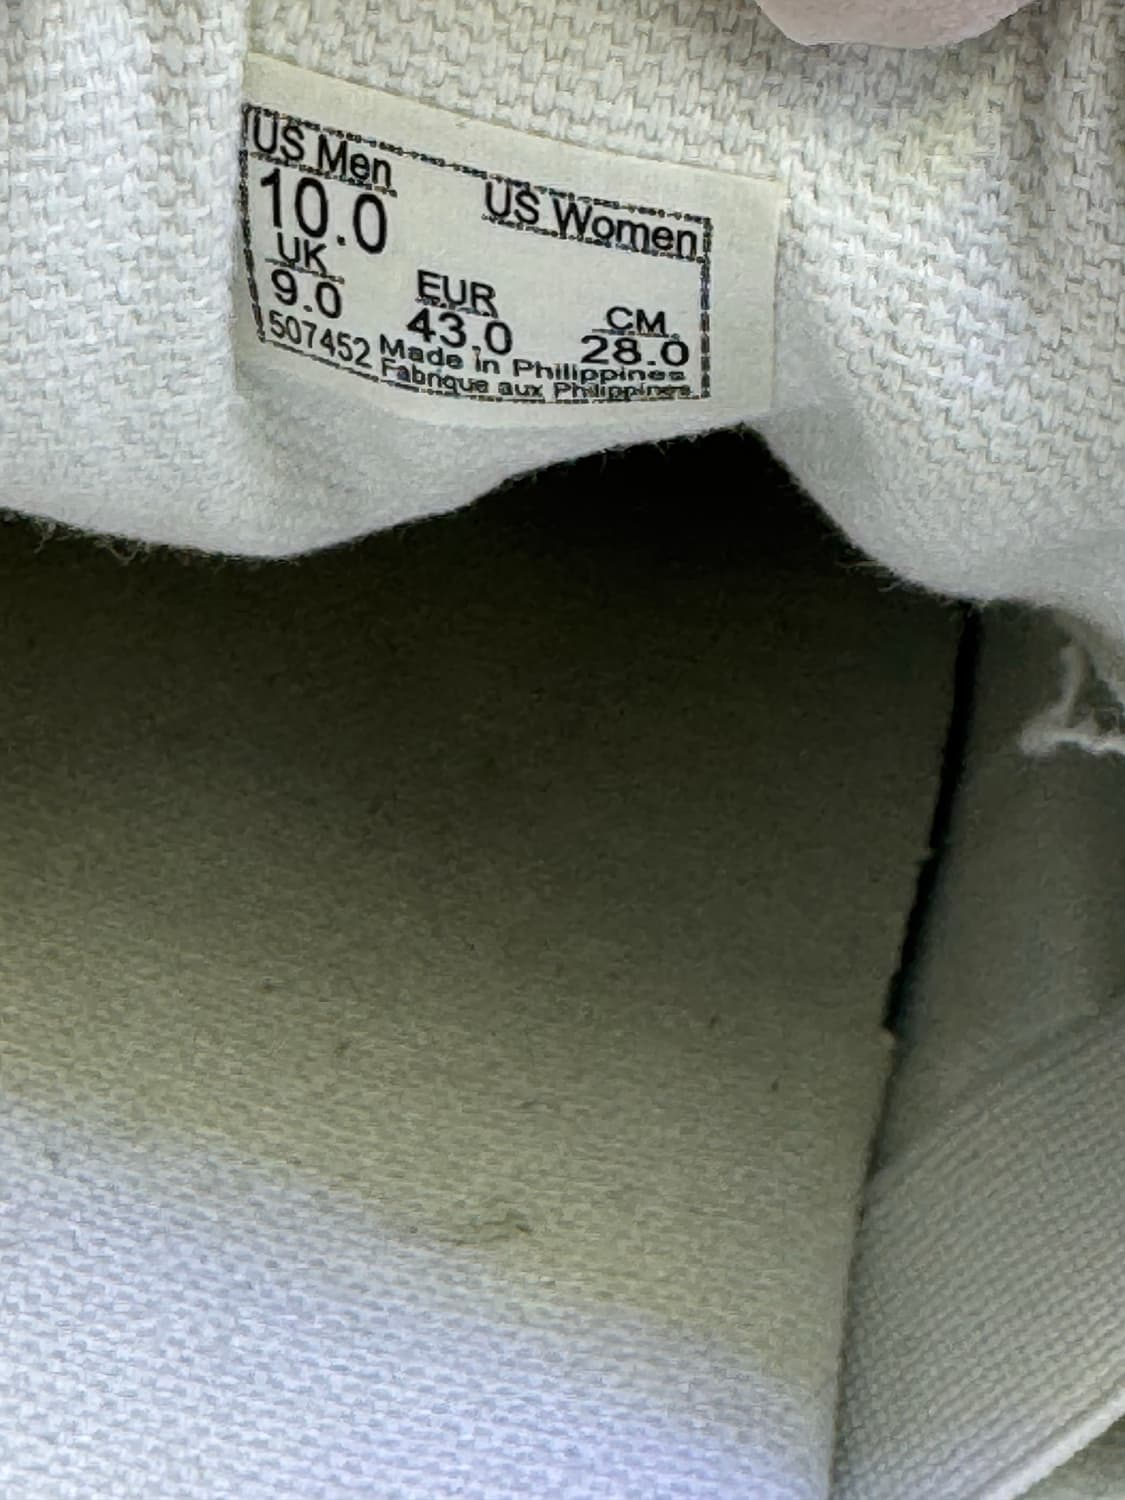 US Men US Women
10.0
UK EUR CM
9.0 43.0 28.0
507452 Made in Philippines
Fabrique aux Philippines